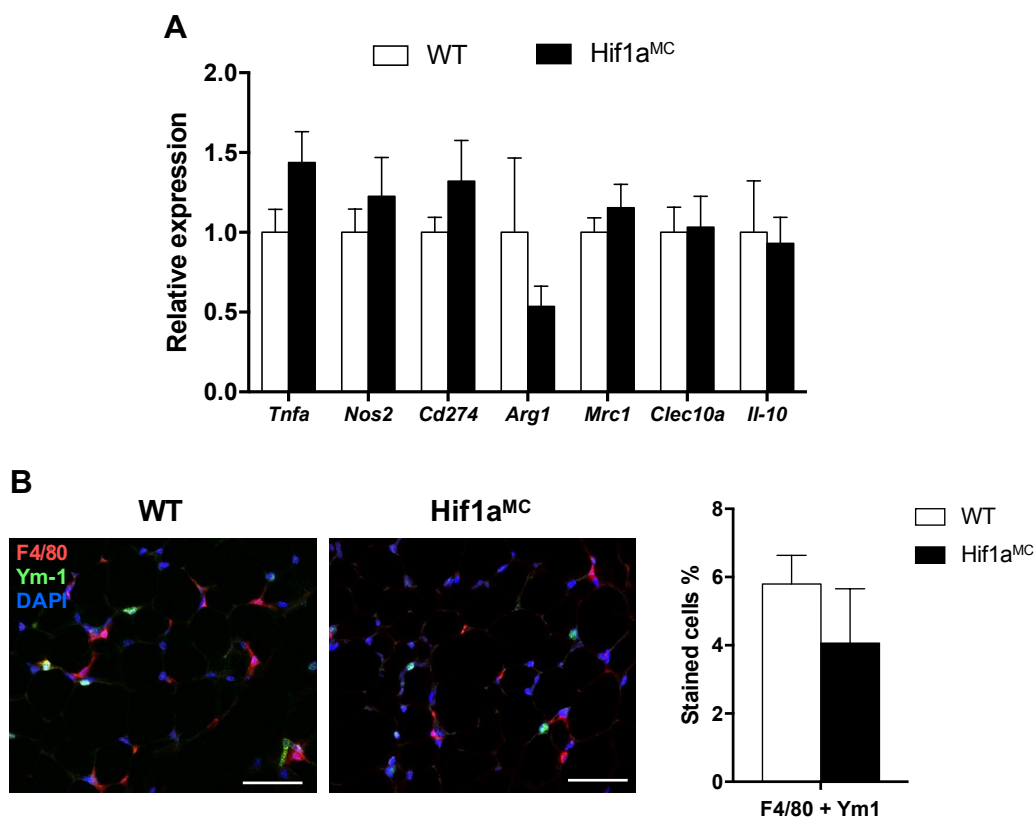 A
WT Hif1aMC
Relative expression
2.0
1.5
1.0
0.5
0.0
Tnfa Nos2 Cd274 Arg1 Mrc1 Clec10a Il-10
B
WT Hif1aMC
F4/80
Ym-1
DAPI
Stained cells %
8
6
4
2
0
F4/80 + Ym1
WT
Hif1aMC